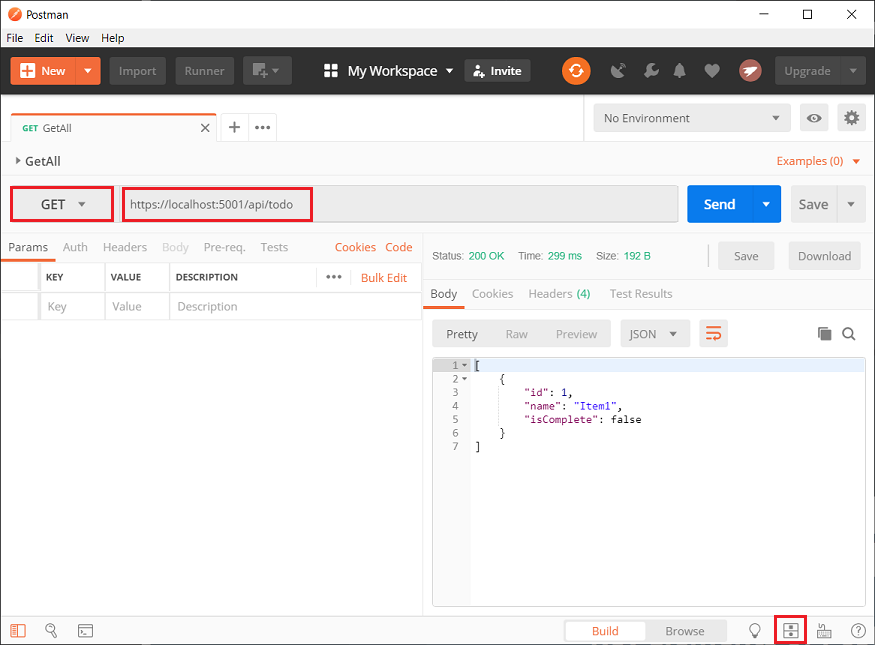 Postman
File Edit View Help
New Import Runner My Workspace Invite Upgrade
GET GetAll No Environment
GetAll Examples (0)
GET https://localhost:5001/api/todo Send Save
Params Auth Headers Body Pre-req. Tests Cookies Code
KEY VALUE DESCRIPTION Bulk Edit
Key Value Description
Status: 200 OK Time: 299 ms Size: 192 B Save Download
Body Cookies Headers (4) Test Results
Pretty Raw Preview JSON
1 [
2 {
3 "id": 1,
4 "name": "Item1",
5 "isComplete": false
6 }
7 ]
Build Browse